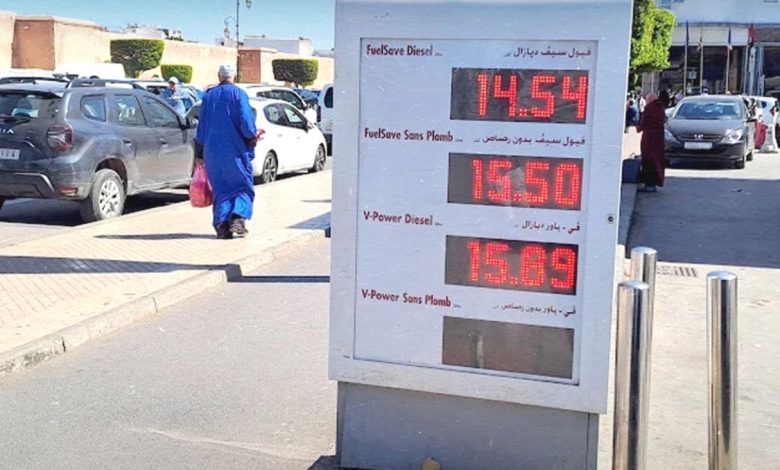 FuelSave Diesel فيول سيف ديازال
14.54
FuelSave Sans Plomb فيول سيف بدون رصاص
15.50
V-Power Diesel في - پاور ديازال
15.89
V-Power Sans Plomb في - پاور بدون رصاص